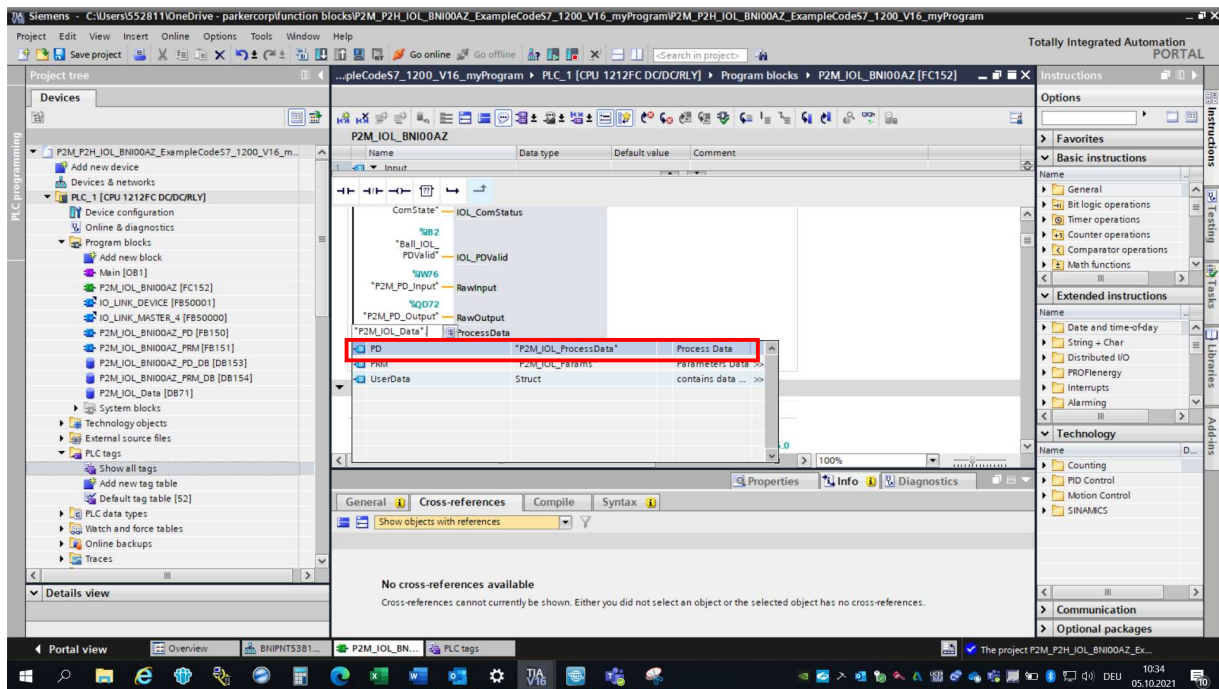 Siemens - C:\Users\552811\OneDrive - parkercorp\function blocks\P2M_P2H_IOL_BNI00AZ_ExampleCodeS7_1200_V16_myProgram\P2M_P2H_IOL_BNI00AZ_ExampleCodeS7_1200_V16_myProgram
Project Edit View Insert Online Options Tools Window Help
Totally Integrated Automation
PORTAL
Save project Go online Go offline <Search in project>
Project tree
...pleCodeS7_1200_V16_myProgram PLC_1 [CPU 1212FC DC/DC/RLY] Program blocks P2M_IOL_BNI00AZ [FC152]
Instructions
Devices
Options
PLC programming
P2M_P2H_IOL_BNI00AZ_ExampleCodeS7_1200_V16_m...
Add new device
Devices & networks
PLC_1 [CPU 1212FC DC/DC/RLY]
Device configuration
Online & diagnostics
Program blocks
Add new block
Main [OB1]
P2M_IOL_BNI00AZ [FC152]
IO_LINK_DEVICE [FB50001]
IO_LINK_MASTER_4 [FB50000]
P2M_IOL_BNI00AZ_PD [FB150]
P2M_IOL_BNI00AZ_PRM [FB151]
P2M_IOL_BNI00AZ_PD_DB [DB153]
P2M_IOL_BNI00AZ_PRM_DB [DB154]
P2M_IOL_Data [DB71]
System blocks
Technology objects
External source files
PLC tags
Show all tags
Add new tag table
Default tag table [52]
PLC data types
Watch and force tables
Online backups
Traces
Details view
P2M_IOL_BNI00AZ
Name Data type Default value Comment
1 Input
ComState" IOL_ComStatus
%IB2
"Ball_IOL_
PDValid" IOL_PDValid
%IW76
"P2M_PD_Input" RawInput
%QD72
"P2M_PD_Output" RawOutput
"P2M_IOL_Data". ProcessData
PD "P2M_IOL_ProcessData" Process Data
PRM "P2M_IOL_Params" Parameters Data >>
UserData Struct contains data ... >>
.0
100%
Properties Info Diagnostics
General Cross-references Compile Syntax
Show objects with references
No cross-references available
Cross-references cannot currently be shown. Either you did not select an object or the selected object has no cross-references.
Favorites
Basic instructions
Name ...
General
Bit logic operations
Timer operations
Counter operations
Comparator operations
Math functions
Extended instructions
Name ...
Date and time-of-day
String + Char
Distributed I/O
PROFIenergy
Interrupts
Alarming
Technology
Name D...
Counting
PID Control
Motion Control
SINAMICS
Communication
Optional packages
Instructions
Testing
Tasks
Libraries
Add-ins
Portal view Overview BNIPNT5381... P2M_IOL_BN... PLC tags The project P2M_P2H_IOL_BNI00AZ_Ex...
TIA
V16
DEU 10:34
05.10.2021
10